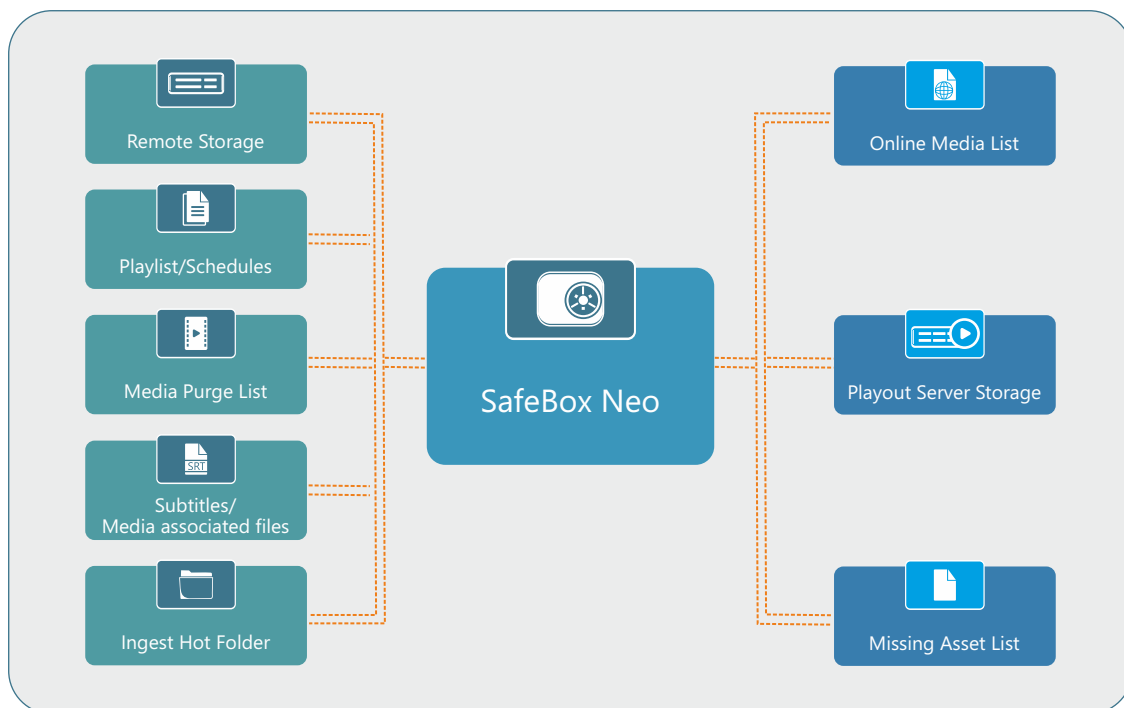 Remote Storage
Playlist/Schedules
Media Purge List
SRT
Subtitles/
Media associated files
Ingest Hot Folder
SafeBox Neo
Online Media List
Playout Server Storage
Missing Asset List